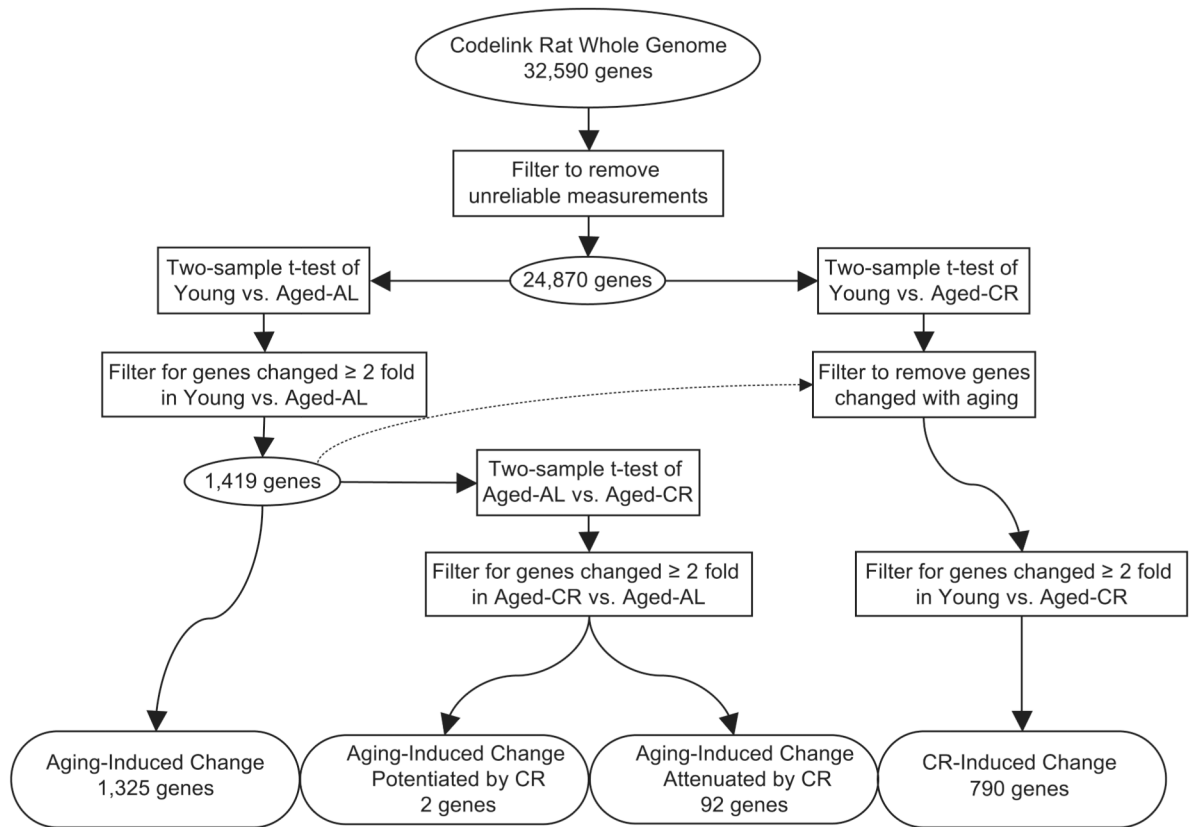 Codelink Rat Whole Genome
32,590 genes
Filter to remove
unreliable measurements
Two-sample t-test of
Young vs. Aged-AL
24,870 genes
Two-sample t-test of
Young vs. Aged-CR
Filter for genes changed ≥ 2 fold
in Young vs. Aged-AL
Filter to remove genes
changed with aging
1,419 genes
Two-sample t-test of
Aged-AL vs. Aged-CR
Filter for genes changed ≥ 2 fold
in Aged-CR vs. Aged-AL
Filter for genes changed ≥ 2 fold
in Young vs. Aged-CR
Aging-Induced Change
1,325 genes
Aging-Induced Change
Potentiated by CR
2 genes
Aging-Induced Change
Attenuated by CR
92 genes
CR-Induced Change
790 genes